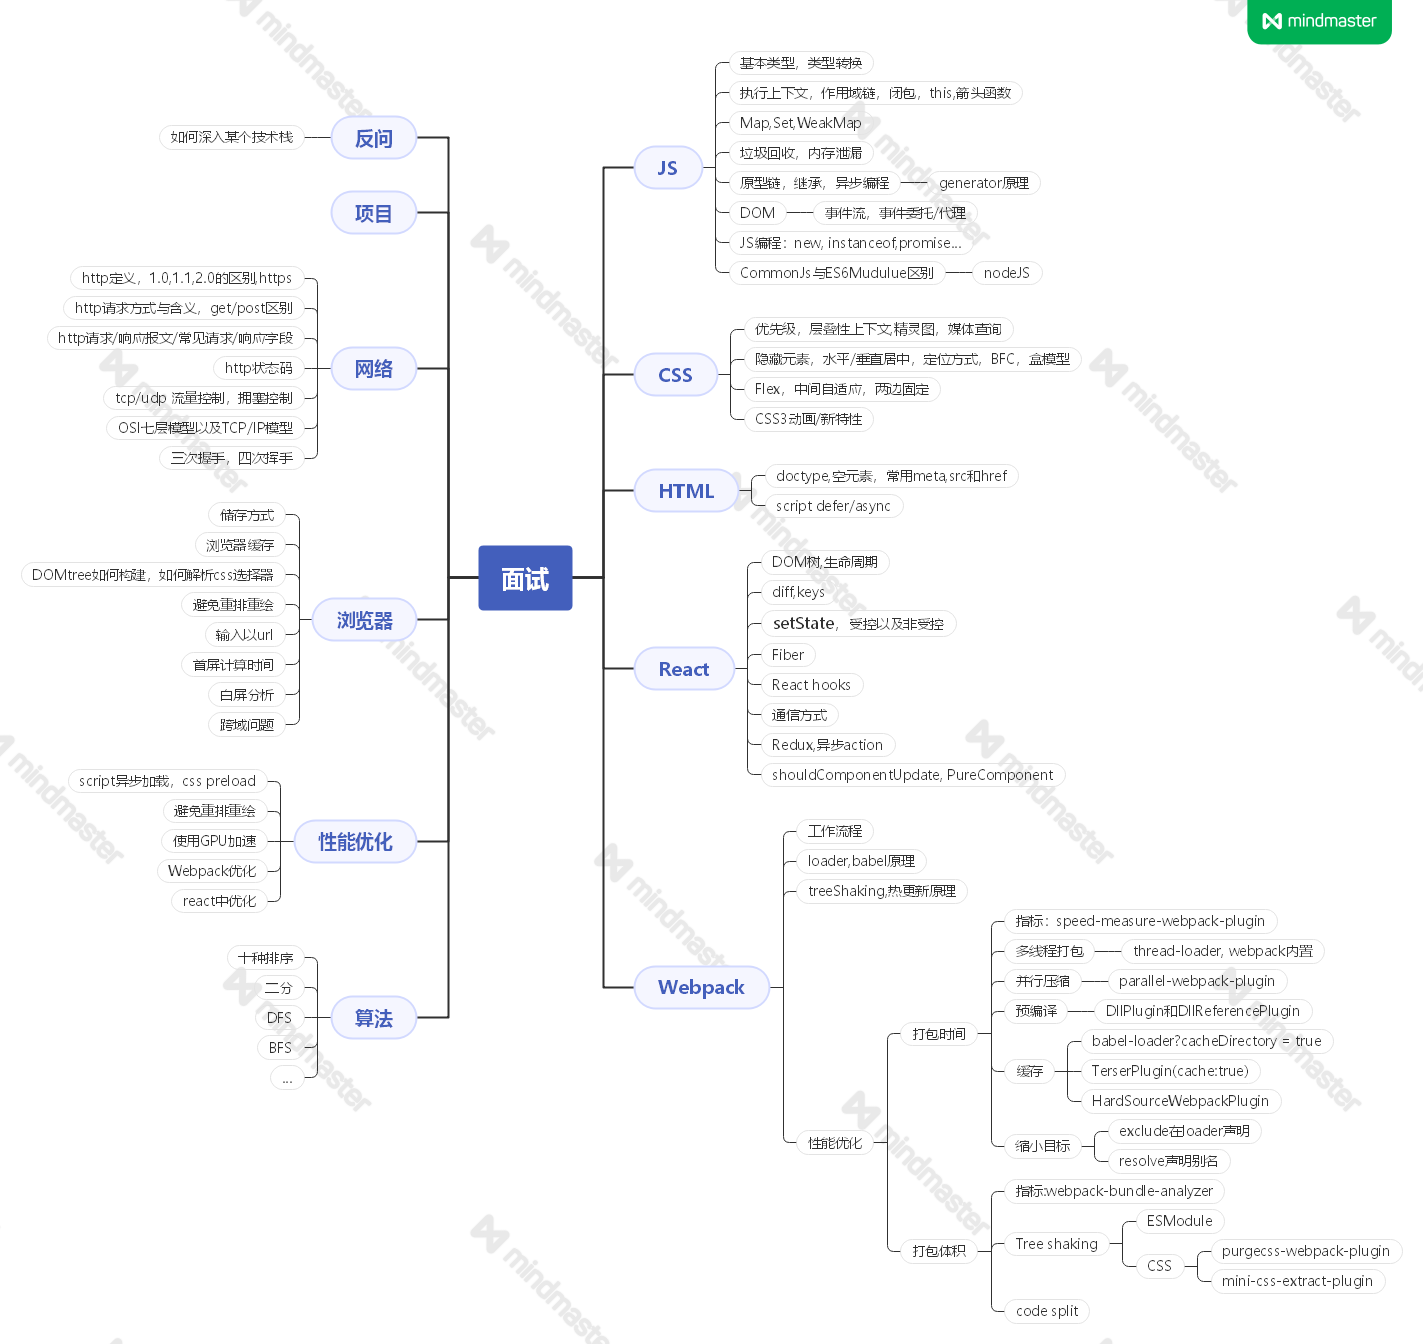 mindmaster
面试
JS
基本类型，类型转换
执行上下文，作用域链，闭包，this,箭头函数
Map,Set,WeakMap
垃圾回收，内存泄漏
原型链，继承，异步编程
generator原理
DOM
事件流，事件委托/代理
JS编程：new, instanceof,promise...
CommonJs与ES6Mudulue区别
nodeJS
CSS
优先级，层叠性上下文,精灵图，媒体查询
隐藏元素，水平/垂直居中，定位方式，BFC，盒模型
Flex，中间自适应，两边固定
CSS3动画/新特性
HTML
doctype,空元素，常用meta,src和href
script defer/async
React
DOM树,生命周期
diff,keys
setState，受控以及非受控
Fiber
React hooks
通信方式
Redux,异步action
shouldComponentUpdate, PureComponent
Webpack
工作流程
loader,babel原理
treeShaking,热更新原理
性能优化
打包时间
指标：speed-measure-webpack-plugin
多线程打包
thread-loader, webpack内置
并行压缩
parallel-webpack-plugin
预编译
DllPlugin和DllReferencePlugin
缓存
babel-loader?cacheDirectory = true
TerserPlugin(cache:true)
HardSourceWebpackPlugin
缩小目标
exclude在loader声明
resolve声明别名
打包体积
指标:webpack-bundle-analyzer
Tree shaking
ESModule
CSS
purgecss-webpack-plugin
mini-css-extract-plugin
code split
反问
如何深入某个技术栈
项目
网络
http定义，1.0,1.1,2.0的区别,https
http请求方式与含义，get/post区别
http请求/响应报文/常见请求/响应字段
http状态码
tcp/udp 流量控制，拥塞控制
OSI七层模型以及TCP/IP模型
三次握手，四次挥手
浏览器
储存方式
浏览器缓存
DOMtree如何构建，如何解析css选择器
避免重排重绘
输入以url
首屏计算时间
白屏分析
跨域问题
性能优化
script异步加载，css preload
避免重排重绘
使用GPU加速
Webpack优化
react中优化
算法
十种排序
二分
DFS
BFS
...